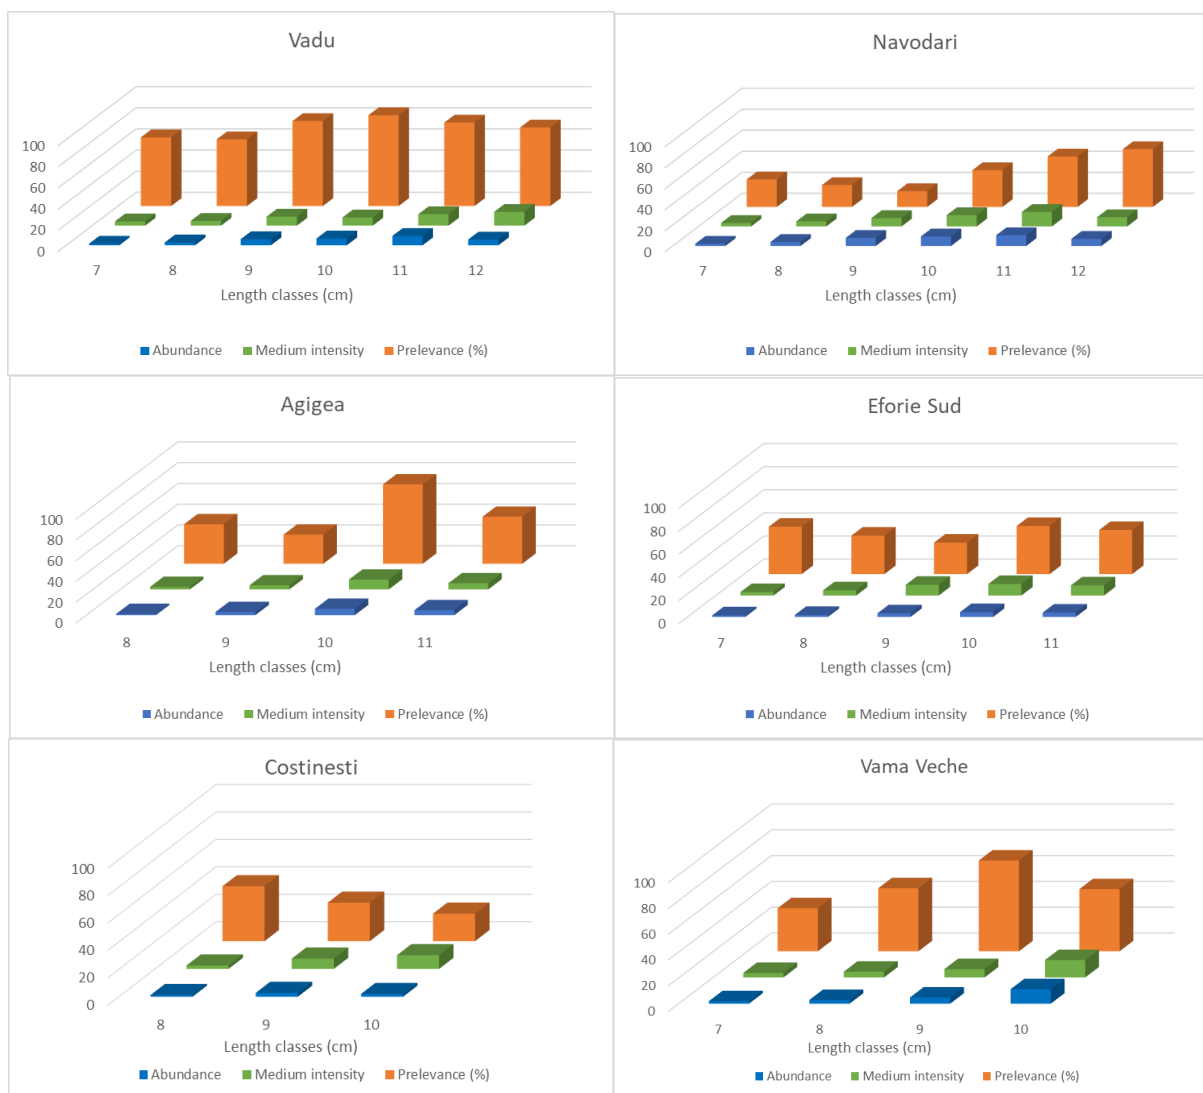 Vadu
100
80
60
40
20
0
7 8 9 10 11 12
Length classes (cm)
Abundance Medium intensity Prelevance (%)
Navodari
100
80
60
40
20
0
7 8 9 10 11 12
Length classes (cm)
Abundance Medium intensity Prelevance (%)
Agigea
100
80
60
40
20
0
8 9 10 11
Length classes (cm)
Abundance Medium intensity Prelevance (%)
Eforie Sud
100
80
60
40
20
0
7 8 9 10 11
Length classes (cm)
Abundance Medium intensity Prelevance (%)
Costinesti
100
80
60
40
20
0
8 9 10
Length classes (cm)
Abundance Medium intensity Prelevance (%)
Vama Veche
100
80
60
40
20
0
7 8 9 10
Length classes (cm)
Abundance Medium intensity Prelevance (%)